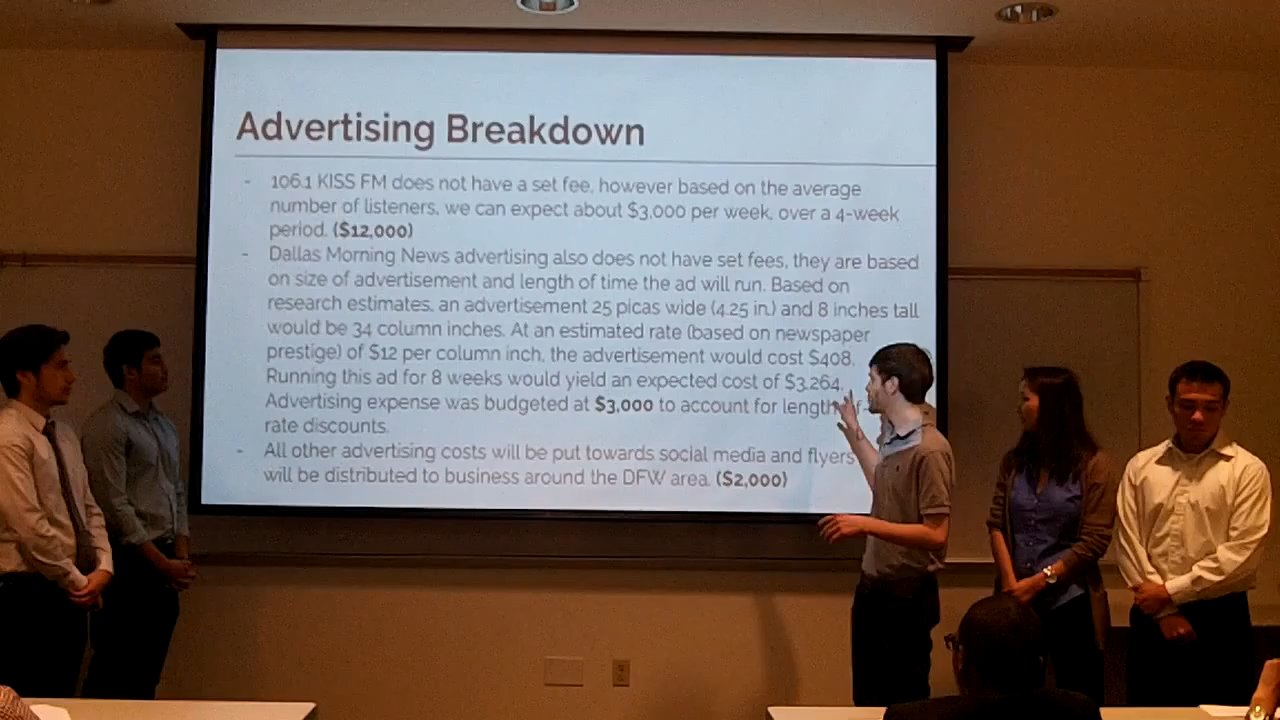 Advertising Breakdown
- 106.1 KISS FM does not have a set fee, however based on the average
number of listeners, we can expect about $3,000 per week, over a 4-week
period. ($12,000)
- Dallas Morning News advertising also does not have set fees, they are based
on size of advertisement and length of time the ad will run. Based on
research estimates, an advertisement 25 picas wide (4.25 in.) and 8 inches tall
would be 34 column inches. At an estimated rate (based on newspaper
prestige) of $12 per column inch, the advertisement would cost $408.
Running this ad for 8 weeks would yield an expected cost of $3,264.
Advertising expense was budgeted at $3,000 to account for length
rate discounts.
- All other advertising costs will be put towards social media and flyers
will be distributed to business around the DFW area. ($2,000)